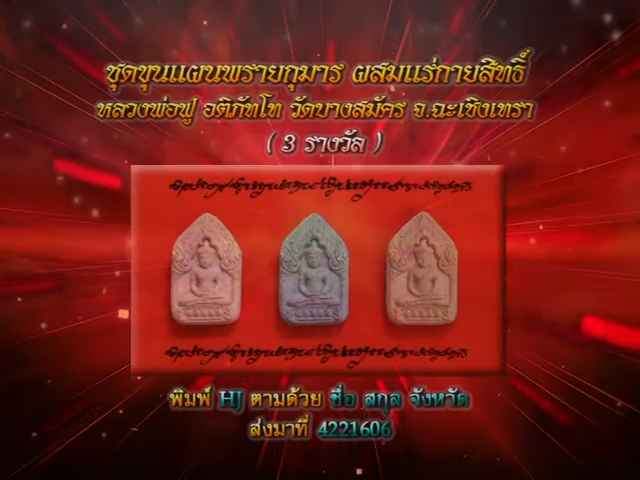 ชุดขุนแผนพรายกุมาร ผสมแร่กายสิทธิ์
หลวงพ่อฟู อติภัทโท วัดบางสมัคร จ.ฉะเชิงเทรา
( 3 รางวัล )
พิมพ์ HJ ตามด้วย ชื่อ สกุล จังหวัด
ส่งมาที่ 4221606